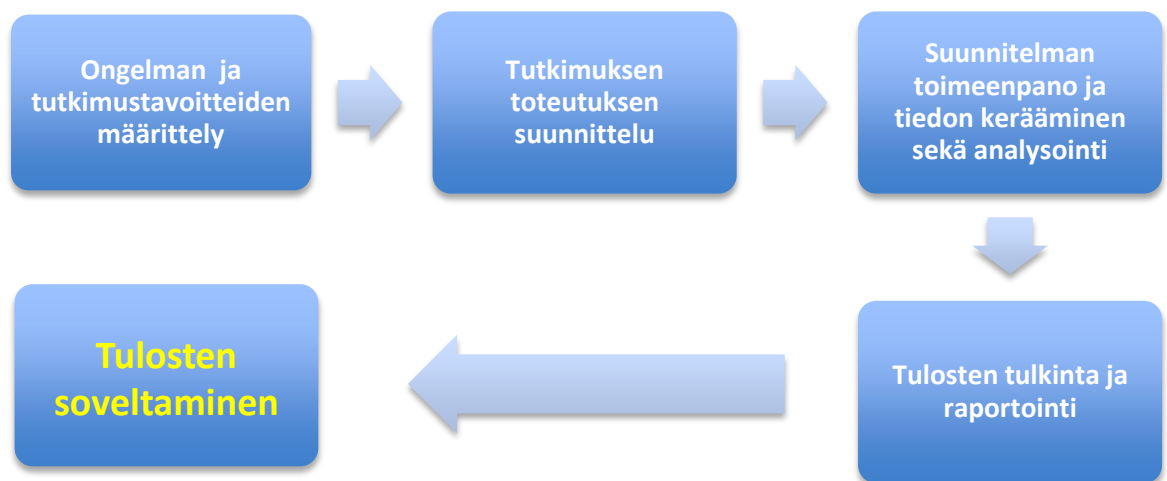 Ongelman ja
tutkimustavoitteiden
määrittely
Tutkimuksen
toteutuksen
suunnittelu
Suunnitelman
toimeenpano ja
tiedon kerääminen
sekä analysointi
Tulosten tulkinta ja
raportointi
Tulosten
soveltaminen